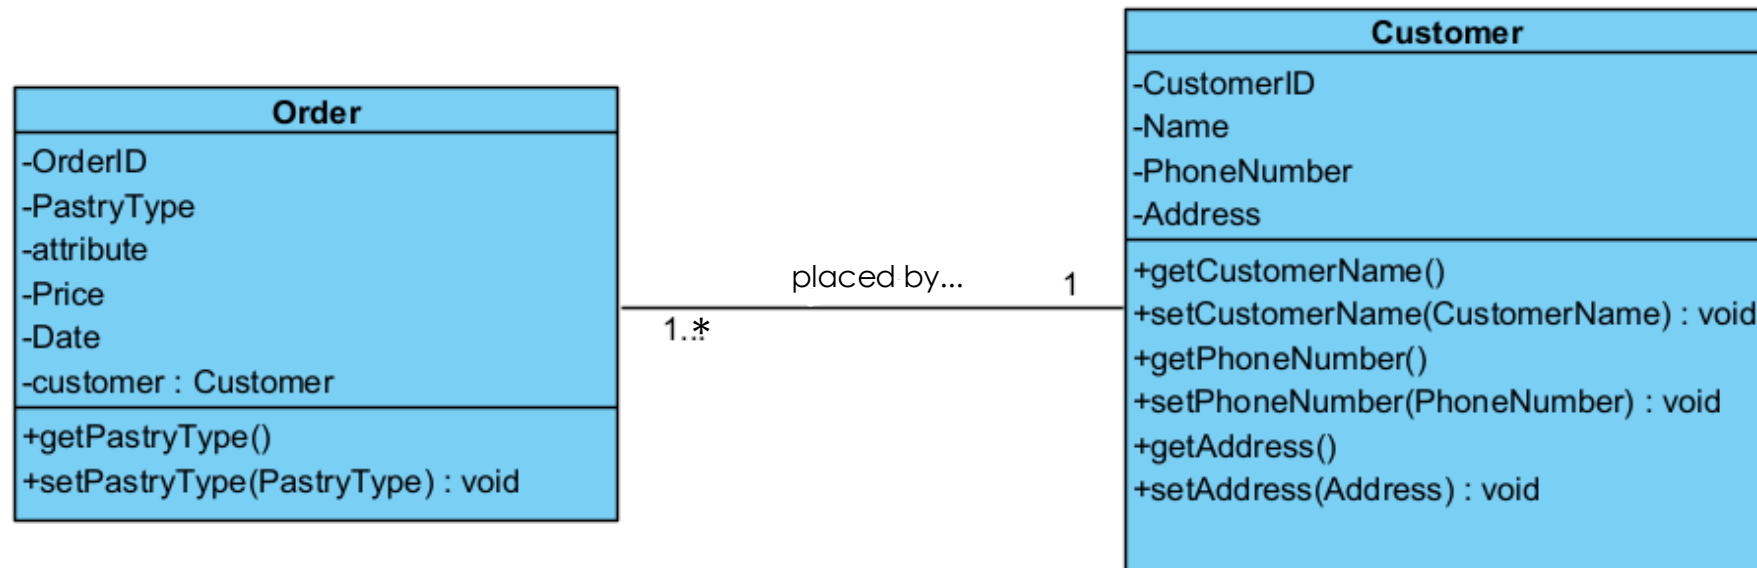 Order
-OrderID
-PastryType
-attribute
-Price
-Date
-customer : Customer
+getPastryType()
+setPastryType(PastryType) : void
placed by...
1..*
1
Customer
-CustomerID
-Name
-PhoneNumber
-Address
+getCustomerName()
+setCustomerName(CustomerName) : void
+getPhoneNumber()
+setPhoneNumber(PhoneNumber) : void
+getAddress()
+setAddress(Address) : void